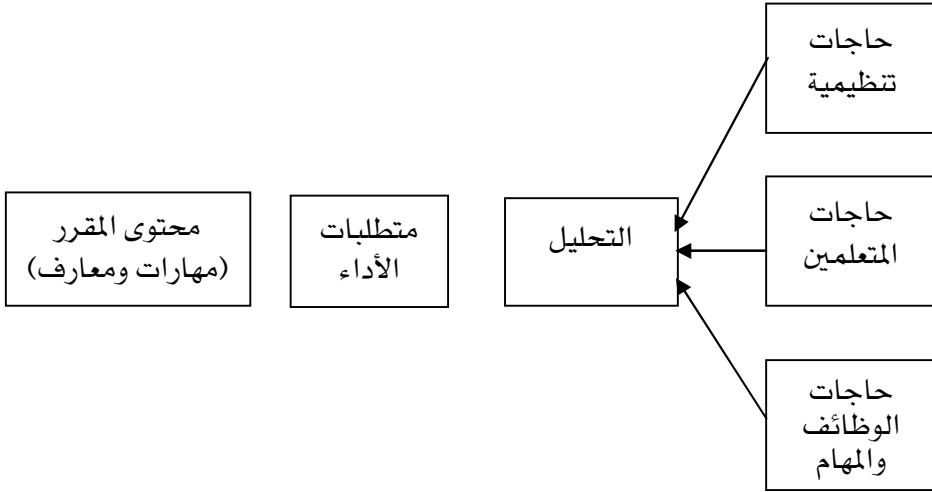 حاجات
تنظيمية
حاجات
المتعلمين
حاجات
الوظائف
والمهام
التحليل
متطلبات
الأداء
محتوى المقرر
(مهارات ومعارف)